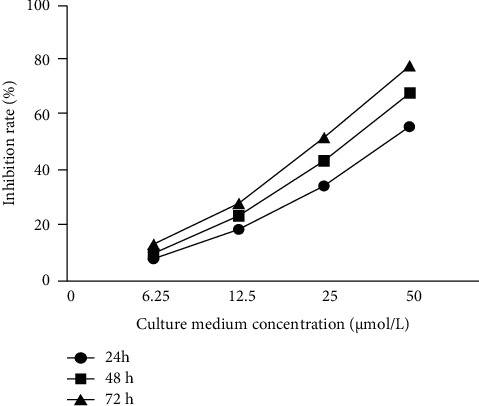 100
80
60
40
20
0
Inhibition rate (%)
0 6.25 12.5 25 50
Culture medium concentration (μmol/L)
24h
48 h
72 h